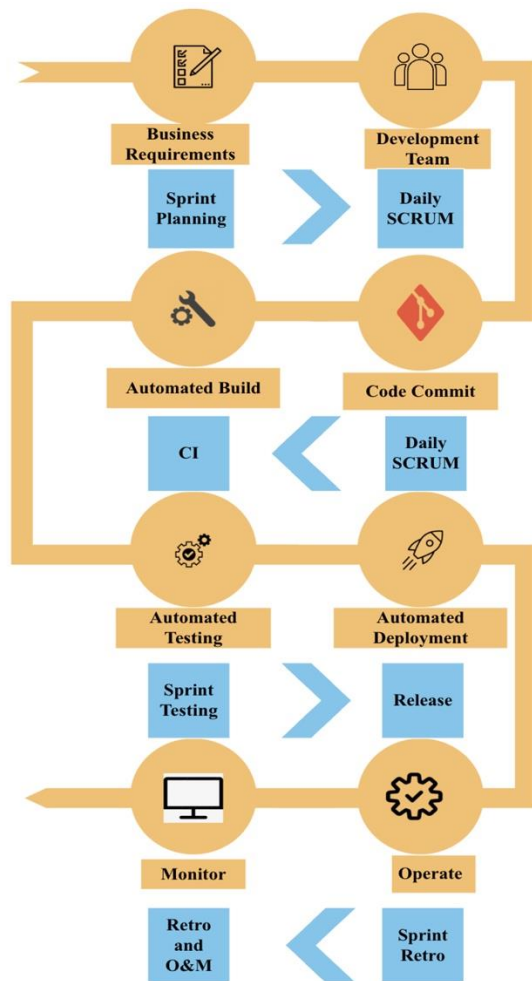 Business
Requirements
Development
Team
Sprint
Planning
Daily
SCRUM
Automated Build
Code Commit
CI
Daily
SCRUM
Automated
Testing
Automated
Deployment
Sprint
Testing
Release
Monitor
Operate
Retro
and
O&M
Sprint
Retro